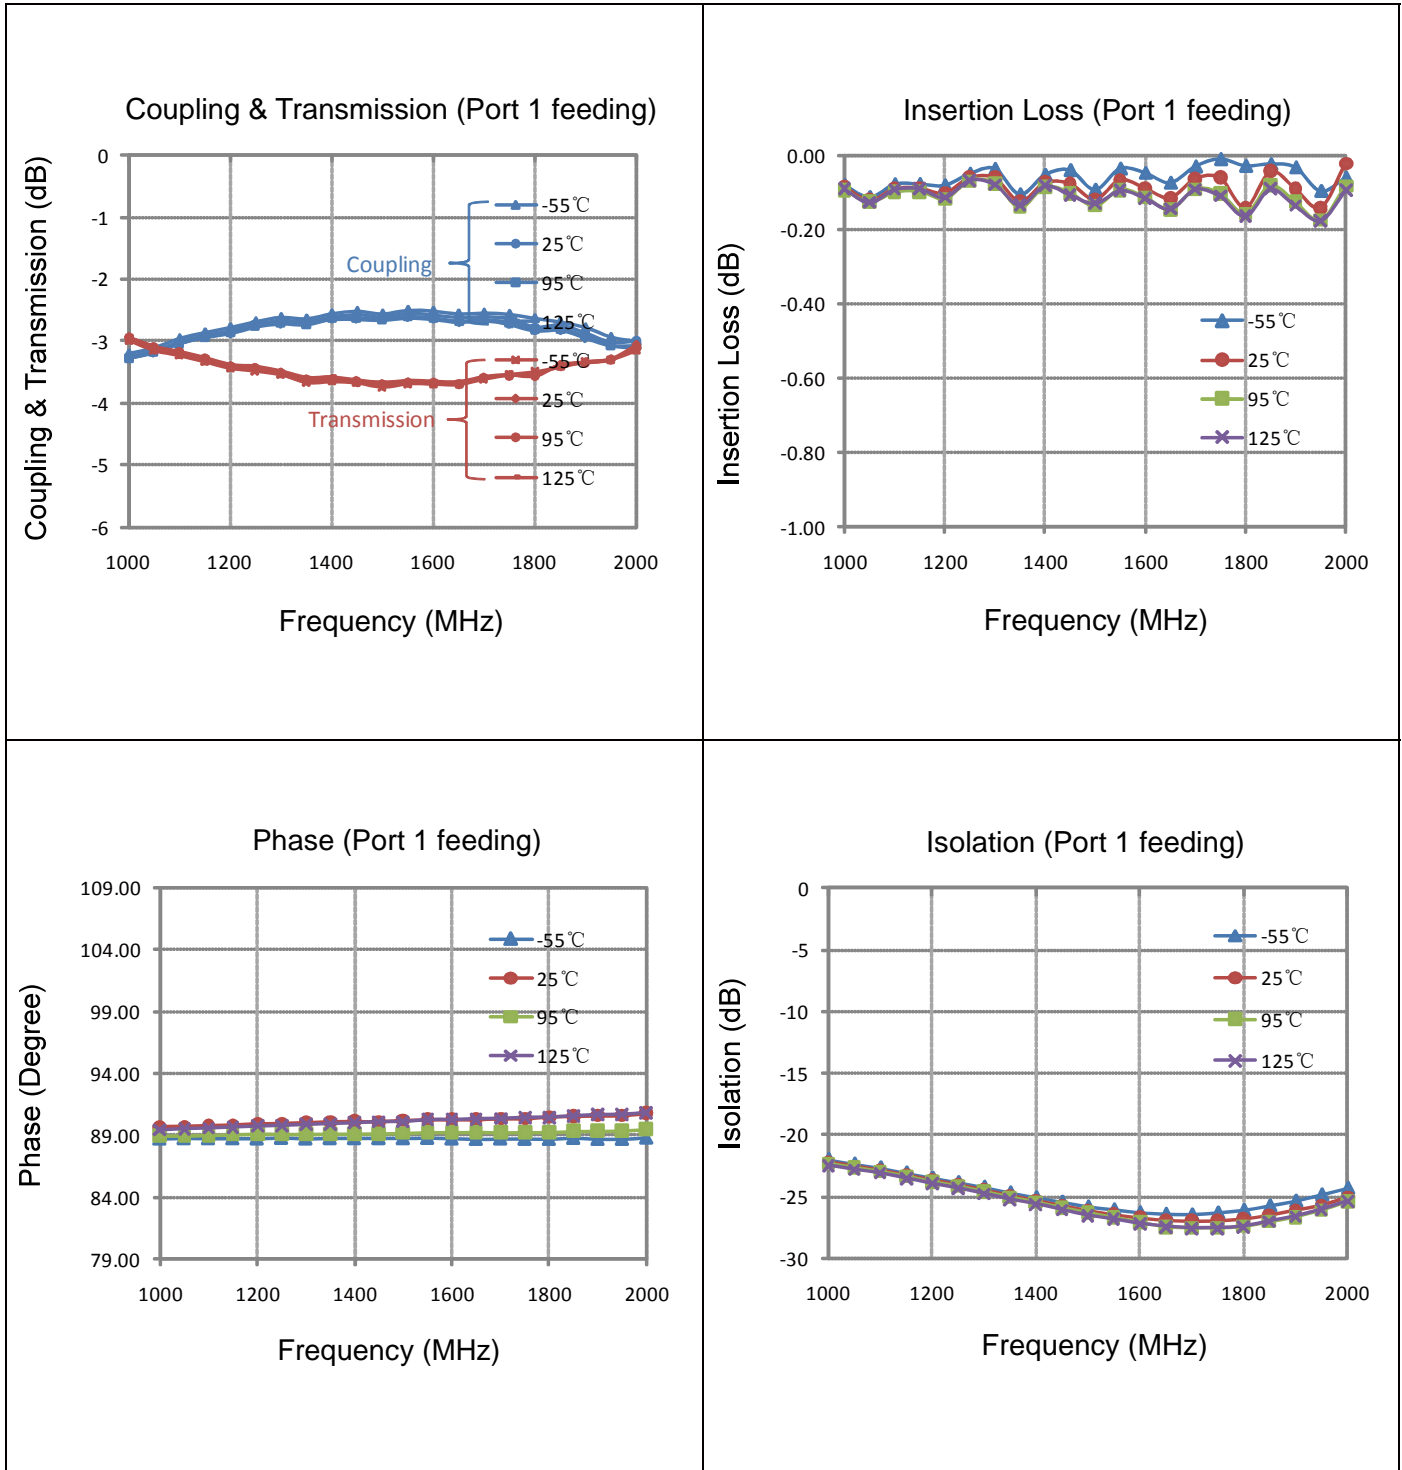 Coupling & Transmission (Port 1 feeding)
Coupling & Transmission (dB)
0
-1
-2
-3
-4
-5
-6
Coupling
-55℃
25℃
95℃
125℃
Transmission
-55℃
25℃
95℃
125℃
1000 1200 1400 1600 1800 2000
Frequency (MHz)
Insertion Loss (Port 1 feeding)
Insertion Loss (dB)
0.00
-0.20
-0.40
-0.60
-0.80
-1.00
-55℃
25℃
95℃
125℃
1000 1200 1400 1600 1800 2000
Frequency (MHz)
Phase (Port 1 feeding)
Phase (Degree)
109.00
104.00
99.00
94.00
89.00
84.00
79.00
-55℃
25℃
95℃
125℃
1000 1200 1400 1600 1800 2000
Frequency (MHz)
Isolation (Port 1 feeding)
Isolation (dB)
0
-5
-10
-15
-20
-25
-30
-55℃
25℃
95℃
125℃
1000 1200 1400 1600 1800 2000
Frequency (MHz)